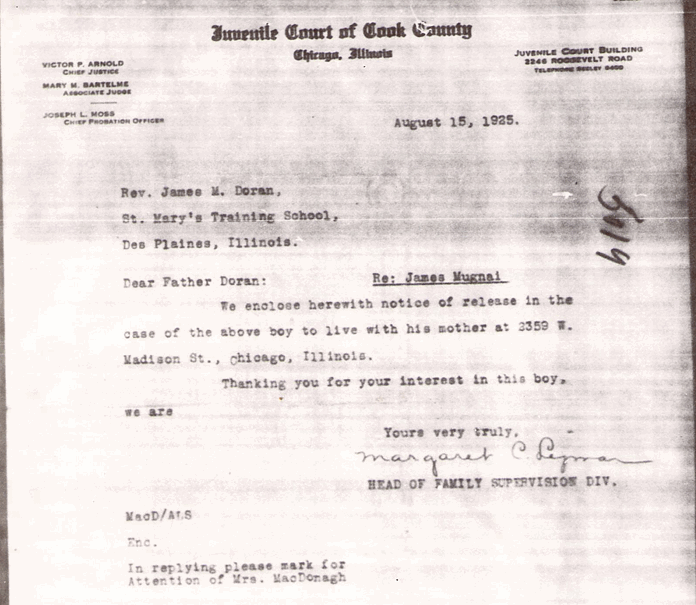 Juvenile Court of Cook County
Chicago, Illinois
VICTOR P. ARNOLD
CHIEF JUSTICE
MARY M. BARTELME
ASSOCIATE JUDGE
JOSEPH L. MOSS
CHIEF PROBATION OFFICER
JUVENILE COURT BUILDING
2246 ROOSEVELT ROAD
TELEPHONE SEELEY 8400
August 15, 1925.
Rev. James M. Doran,
St. Mary's Training School,
Des Plaines, Illinois.
Dear Father Doran: Re: James Mugnai
We enclose herewith notice of release in the
case of the above boy to live with his mother at 2359 W.
Madison St., Chicago, Illinois.
Thanking you for your interest in this boy,
we are
Yours very truly,
Margaret C. Lyman
HEAD OF FAMILY SUPERVISION DIV.
MacD/ALS
Enc.
In replying please mark for
Attention of Mrs. MacDonagh